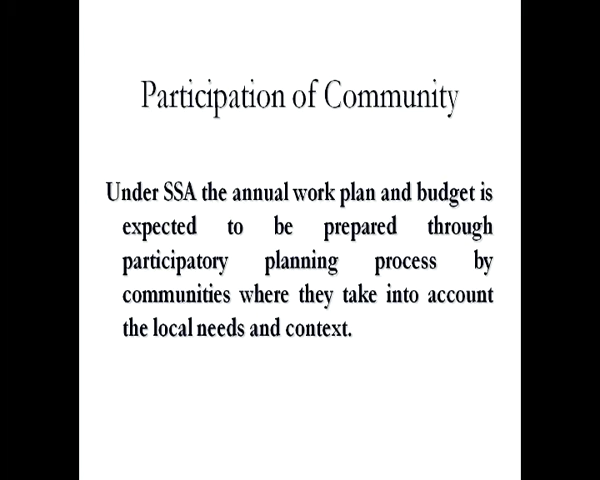 Participation of Community
Under SSA the annual work plan and budget is
expected to be prepared through
participatory planning process by
communities where they take into account
the local needs and context.